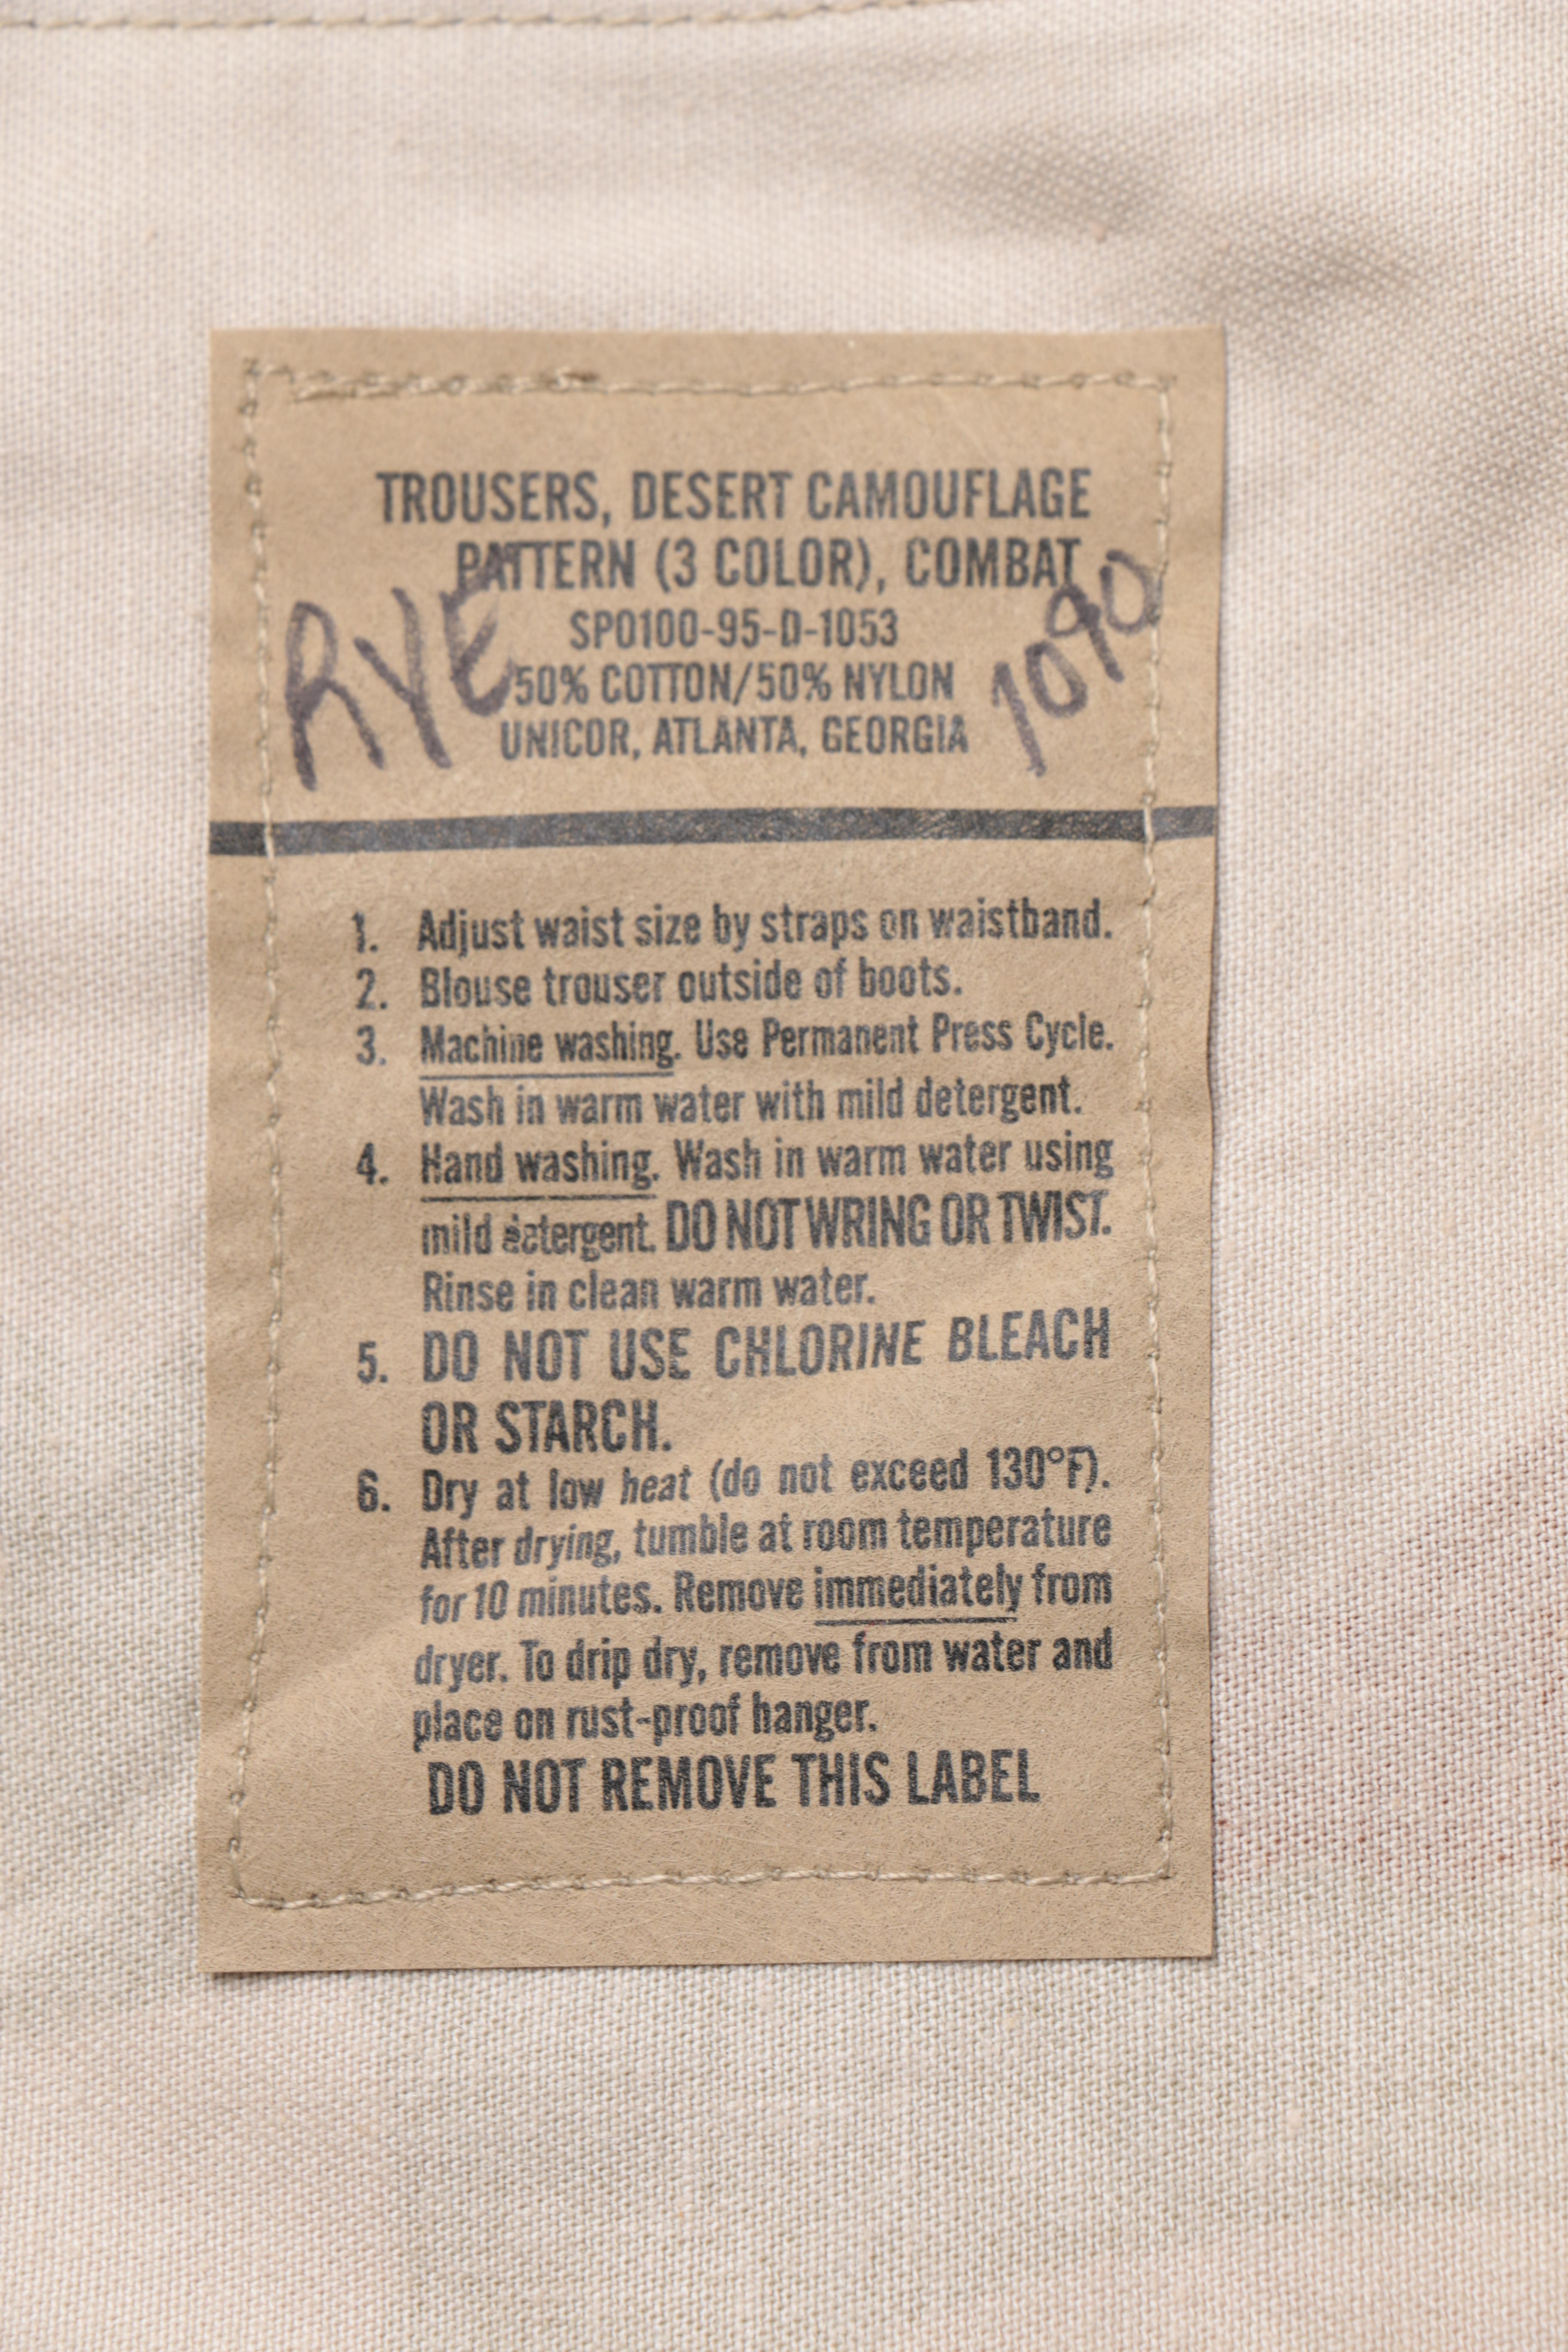 TROUSERS, DESERT CAMOUFLAGE
PATTERN (3 COLOR), COMBAT
SPO100-95-D-1053
50% COTTON/50% NYLON
UNICOR, ATLANTA, GEORGIA
RYE
1090
1. Adjust waist size by straps on waistband.
2. Blouse trouser outside of boots.
3. Machine washing. Use Permanent Press Cycle.
Wash in warm water with mild detergent.
4. Hand washing. Wash in warm water using
mild detergent. DO NOT WRING OR TWIST.
Rinse in clean warm water.
5. DO NOT USE CHLORINE BLEACH
OR STARCH.
6. Dry at low heat (do not exceed 130°F).
After drying, tumble at room temperature
for 10 minutes. Remove immediately from
dryer. To drip dry, remove from water and
place on rust-proof hanger.
DO NOT REMOVE THIS LABEL